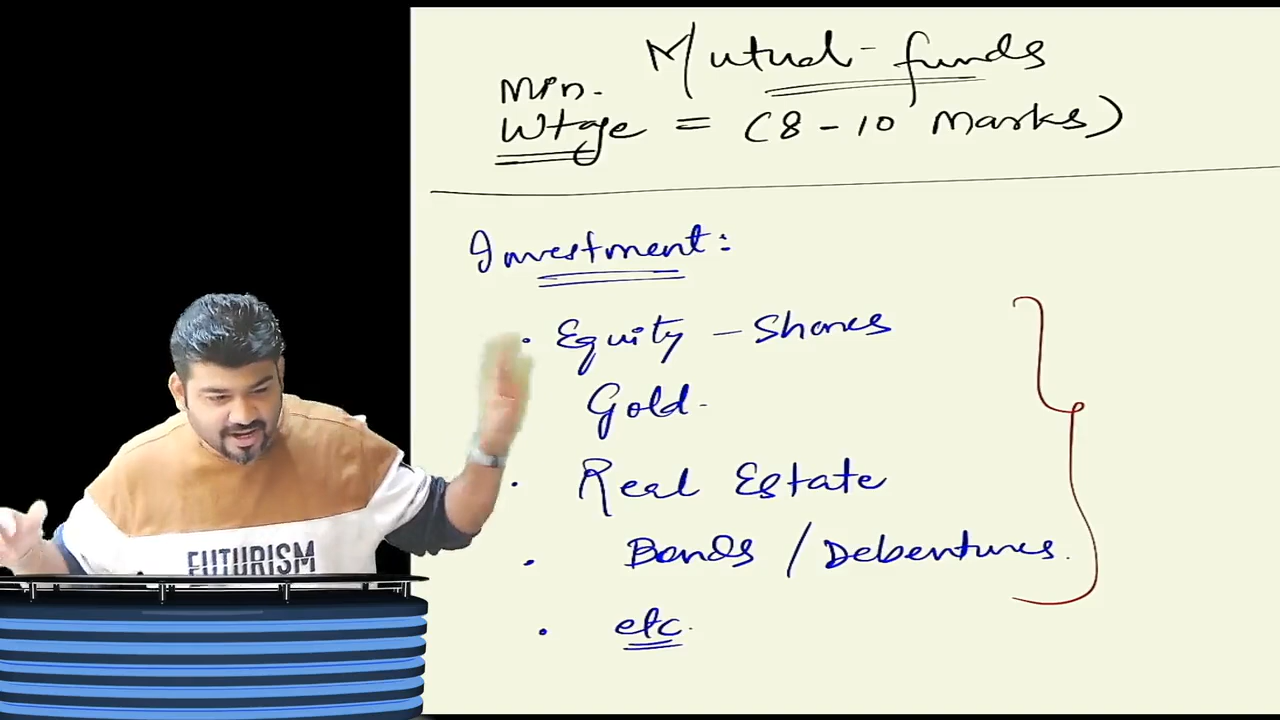 Mutual-funds
Min.
Wtge = (8-10 Marks)
Investment:
· Equity - Shares
Gold.
· Real Estate
· Bonds / Debentures.
· etc.
FUTURISM